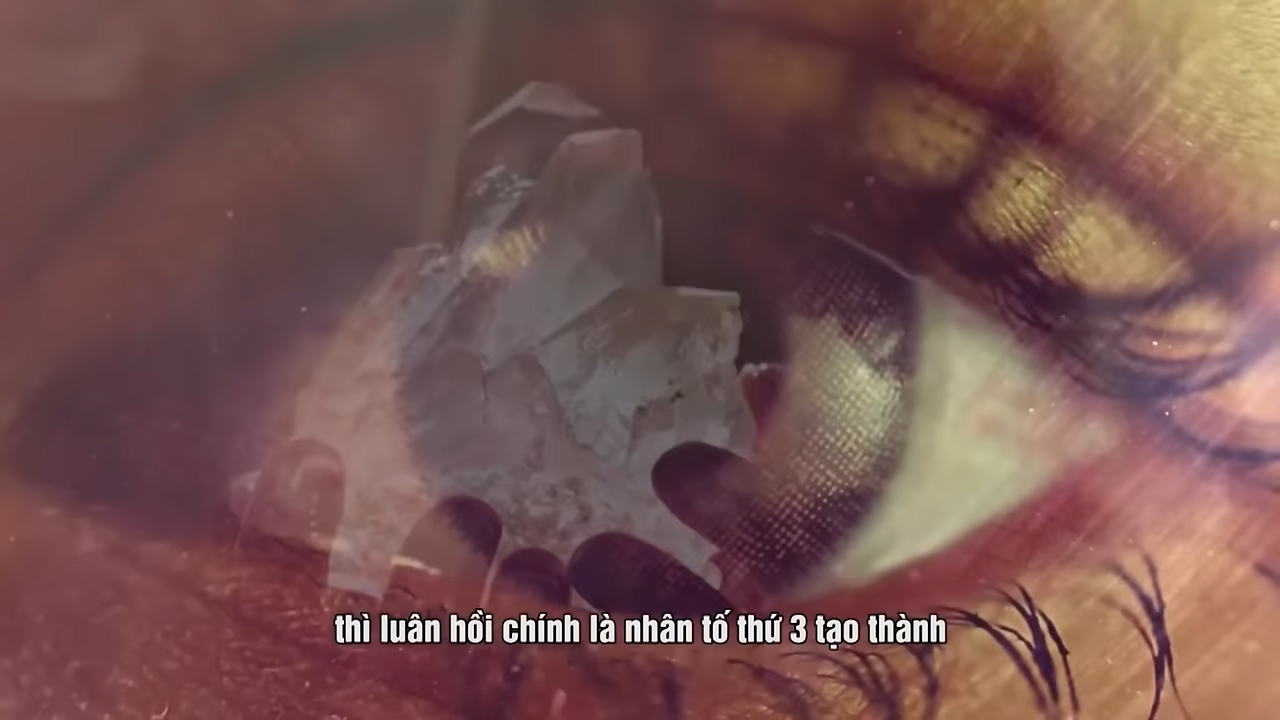 thì luân hồi chính là nhân tố thứ 3 tạo thành